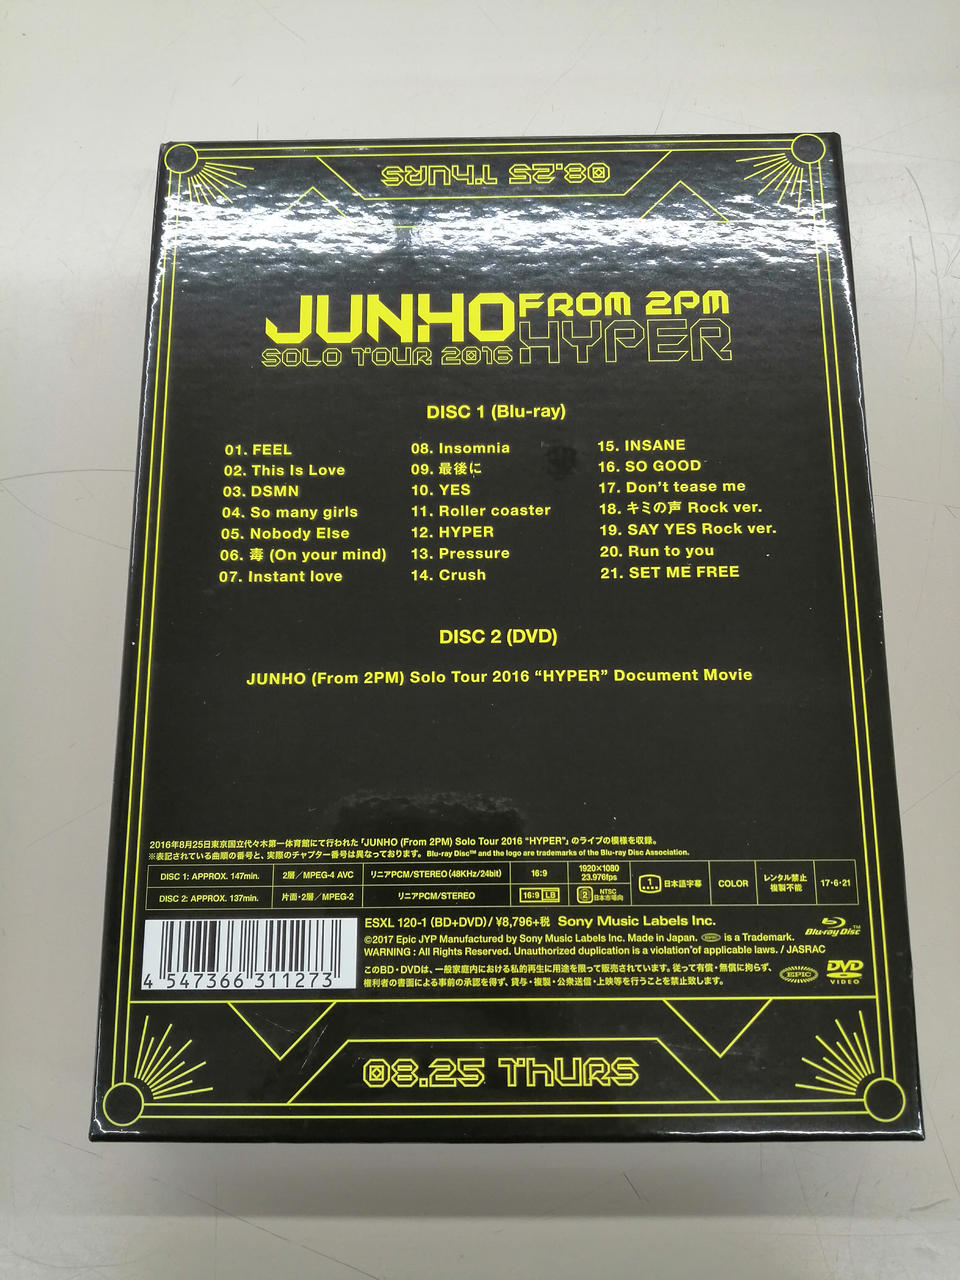 08.25 THURS
JUNHO FROM 2PM
SOLO TOUR 2016 HYPER
DISC 1 (Blu-ray)
01. FEEL
02. This Is Love
03. DSMN
04. So many girls
05. Nobody Else
06. 毒 (On your mind)
07. Instant love
08. Insomnia
09. 最後に
10. YES
11. Roller coaster
12. HYPER
13. Pressure
14. Crush
15. INSANE
16. SO GOOD
17. Don't tease me
18. キミの声 Rock ver.
19. SAY YES Rock ver.
20. Run to you
21. SET ME FREE
DISC 2 (DVD)
JUNHO (From 2PM) Solo Tour 2016 “HYPER” Document Movie
2016年8月25日東京国立代々木第一体育館にて行われた「JUNHO (From 2PM) Solo Tour 2016 “HYPER”」のライブの模様を収録。
※表記されている曲順の番号と、実際のチャプター番号は異なっております。 Blu-ray Disc™ and the logo are trademarks of the Blu-ray Disc Association.
DISC 1: APPROX. 147min. 2層/MPEG-4 AVC リニアPCM/STEREO (48KHz/24bit) 16:9 1920×1080 23.976fps
DISC 2: APPROX. 137min. 片面・2層/MPEG-2 リニアPCM/STEREO 16:9 LB 2 NTSC 日本市場向
1 日本語字幕 COLOR レンタル禁止 複製不能 17・6・21
ESXL 120-1 (BD+DVD) / ¥8,796+税 Sony Music Labels Inc.
©2017 Epic JYP Manufactured by Sony Music Labels Inc. Made in Japan. EPIC is a Trademark.
WARNING : All Rights Reserved. Unauthorized duplication is a violation of applicable laws. / JASRAC
このBD・DVDは、一般家庭内における私的再生に用途を限って販売されています。従って有償・無償に拘らず、
権利者の書面による事前の承認を得ず、貸与・複製・公衆送信・上映等を行うことを禁止致します。
Blu-ray Disc™
EPIC
DVD VIDEO
4 547366 311273
08.25 THURS